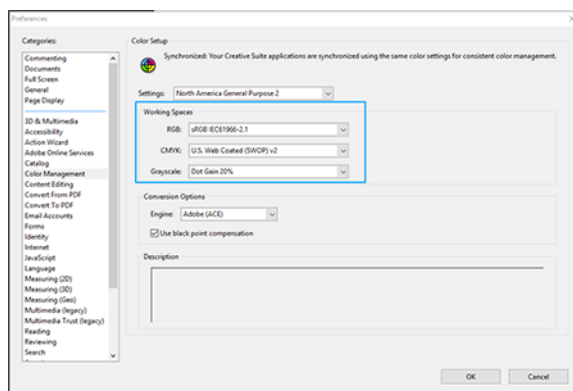 Preferences
Categories:
Commenting
Documents
Full Screen
General
Page Display
3D & Multimedia
Accessibility
Action Wizard
Adobe Online Services
Catalog
Color Management
Content Editing
Convert From PDF
Convert To PDF
Email Accounts
Forms
Identity
Internet
JavaScript
Language
Measuring (2D)
Measuring (3D)
Measuring (Geo)
Multimedia (legacy)
Multimedia Trust (legacy)
Reading
Reviewing
Search
Color Setup
Synchronized: Your Creative Suite applications are synchronized using the same color settings for consistent color management.
Settings: North America General Purpose 2
Working Spaces
RGB: sRGB IEC61966-2.1
CMYK: U.S. Web Coated (SWOP) v2
Grayscale: Dot Gain 20%
Conversion Options
Engine: Adobe (ACE)
Use black point compensation
Description
OK Cancel